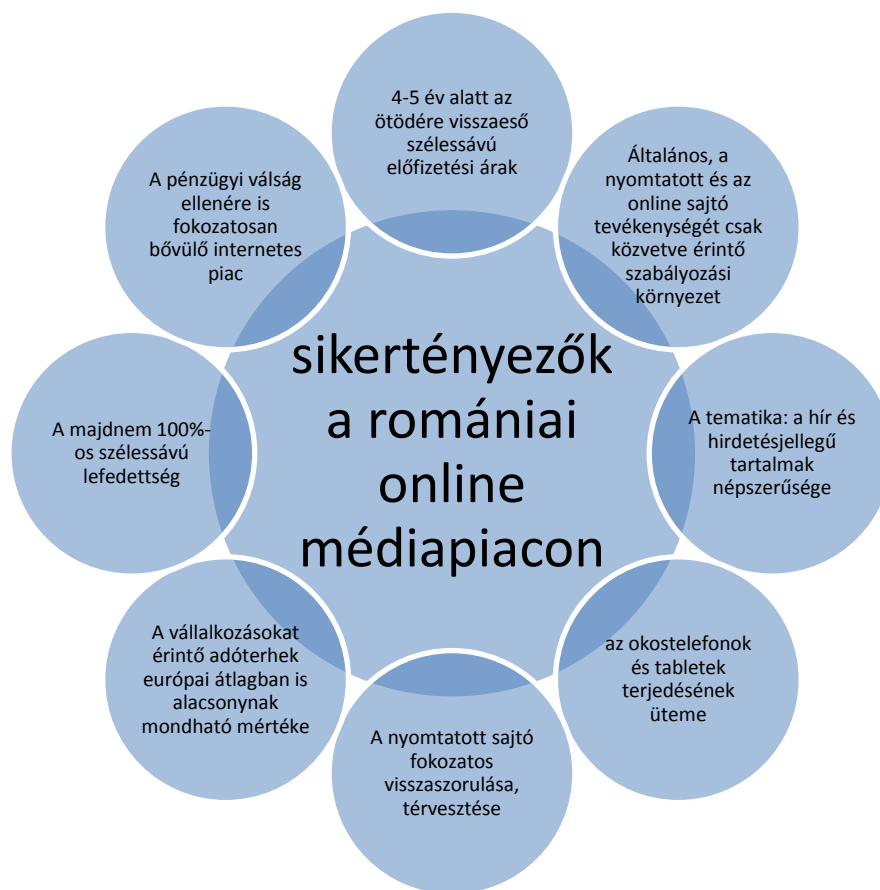 4-5 év alatt az
ötödére visszaeső
szélessávú
előfizetési árak
Általános, a
nyomtatott és az
online sajtó
tevékenységét csak
közvetve érintő
szabályozási
környezet
A tematika: a hír és
hirdetésjellegű
tartalmak
népszerűsége
az okostelefonok
és tabletek
terjedésének
üteme
A nyomtatott sajtó
fokozatos
visszaszorulása,
térvesztése
A vállalkozásokat
érintő adóterhek
európai átlagban is
alacsonynak
mondható mértéke
A majdnem 100%-
os szélessávú
lefedettség
A pénzügyi válság
ellenére is
fokozatosan
bővülő internetes
piac
sikertényezők
a romániai
online
médiapiacon